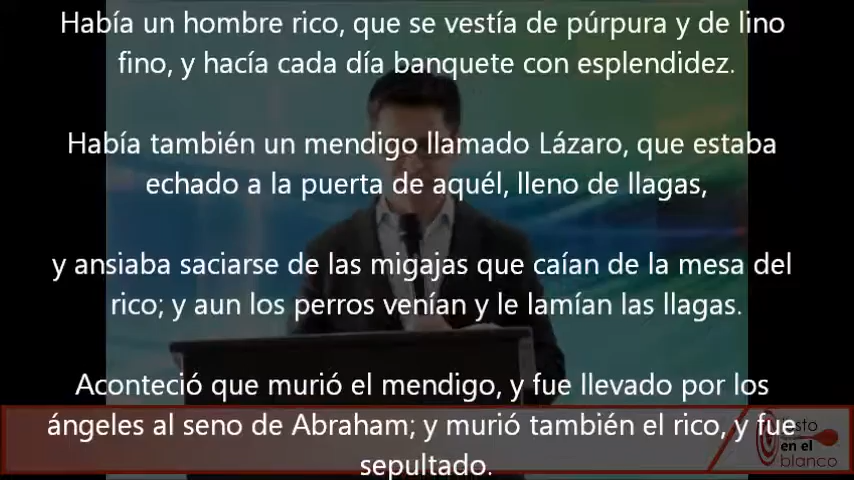 Había un hombre rico, que se vestía de púrpura y de lino
fino, y hacía cada día banquete con esplendidez.
Había también un mendigo llamado Lázaro, que estaba
echado a la puerta de aquél, lleno de llagas,
y ansiaba saciarse de las migajas que caían de la mesa del
rico; y aun los perros venían y le lamían las llagas.
Aconteció que murió el mendigo, y fue llevado por los
ángeles al seno de Abraham; y murió también el rico, y fue
sepultado.
en el
blanco